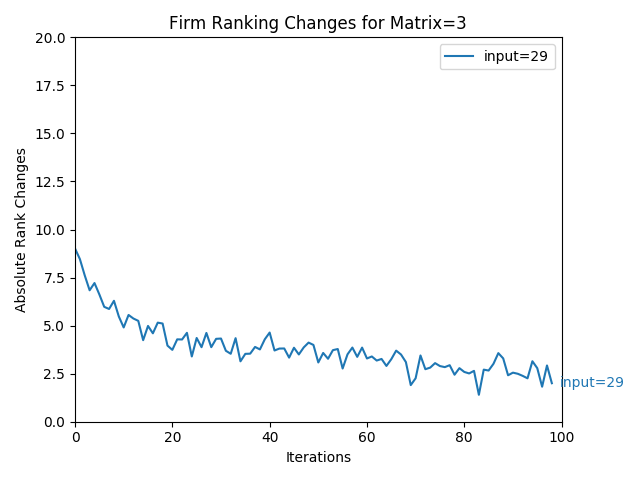 Firm Ranking Changes for Matrix=3
input=29
Absolute Rank Changes
20.0
17.5
15.0
12.5
10.0
7.5
5.0
2.5
0.0
input=29
0 20 40 60 80 100
Iterations